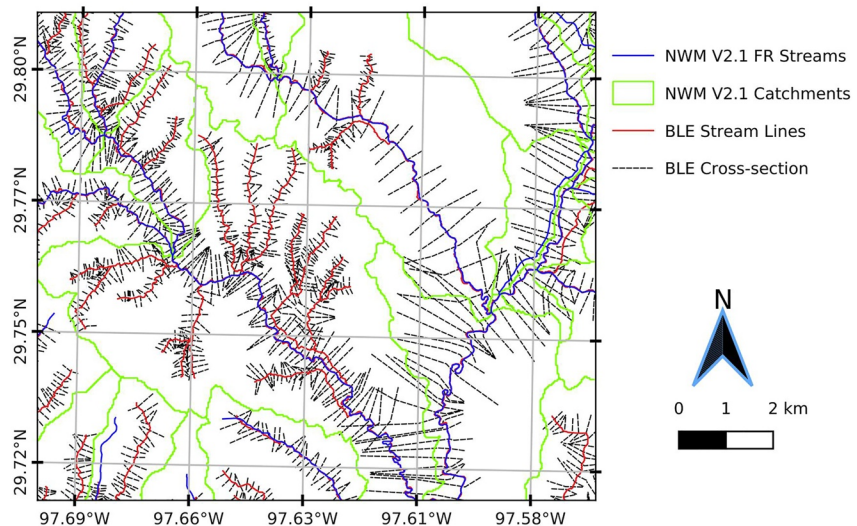 29.80°N
29.77°N
29.75°N
29.72°N
97.69°W 97.66°W 97.63°W 97.61°W 97.58°W
NWM V2.1 FR Streams
NWM V2.1 Catchments
BLE Stream Lines
BLE Cross-section
N
0 1 2 km